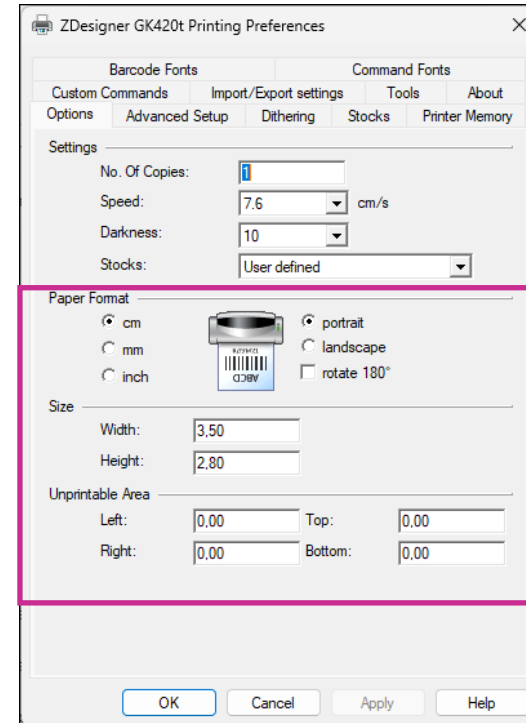 ZDesigner GK420t Printing Preferences
Barcode Fonts Command Fonts
Custom Commands Import/Export settings Tools About
Options Advanced Setup Dithering Stocks Printer Memory
Settings
No. Of Copies: 1
Speed: 7.6 cm/s
Darkness: 10
Stocks: User defined
Paper Format
cm portrait
mm landscape
inch rotate 180°
ABCD
Size
Width: 3,50
Height: 2,80
Unprintable Area
Left: 0,00 Top: 0,00
Right: 0,00 Bottom: 0,00
OK Cancel Apply Help